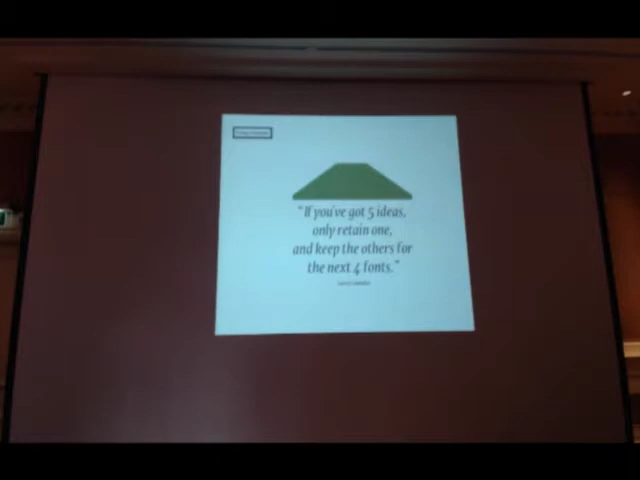 "If you've got 5 ideas,
only retain one,
and keep the others for
the next 4 fonts."